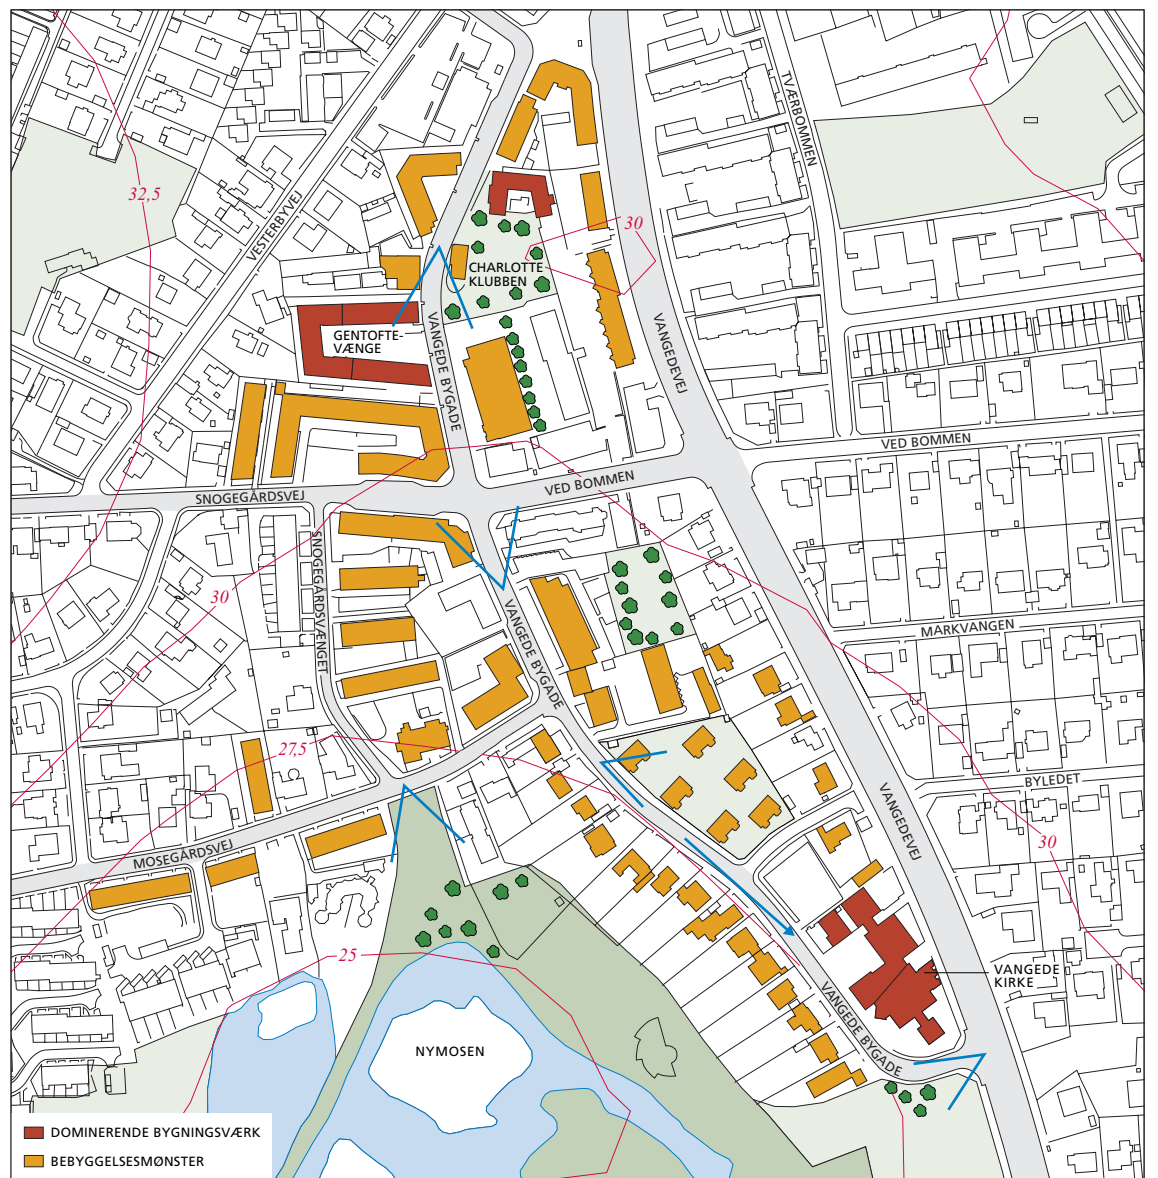 TVÆRBOMMEN
32,5
VESTERBYVEJ
30
CHARLOTTE
KLUBBEN
GENTOFTE-
VÆNGE
VANGEDE BYGADE
VANGEDEVEJ
VED BOMMEN
VED BOMMEN
SNOGEGÅRDSVEJ
SNOGEGÅRDSVÆNGET
30
VANGEDE BYGADE
MARKVANGEN
27,5
BYLEDET
VANGEDEVEJ
30
MOSEGÅRDSVEJ
25
VANGEDE
KIRKE
VANGEDE BYGADE
NYMOSEN
DOMINERENDE BYGNINGSVÆRK
BEBYGGELSESMØNSTER